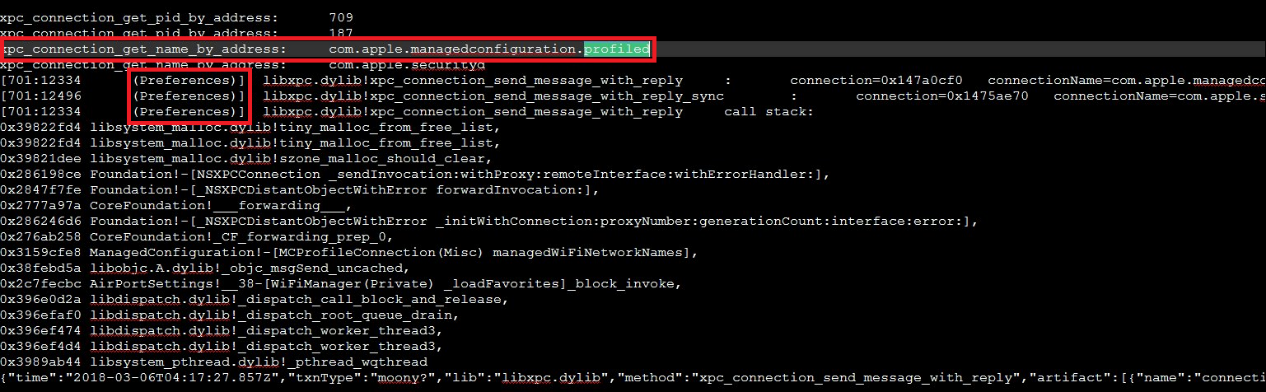 xpc_connection_get_pid_by_address: 709
xpc_connection_get_pid_by_address: 187
xpc_connection_get_name_by_address: com.apple.managedconfiguration.profiled
xpc_connection_get_name_by_address: com.apple.securityd
[701:12334 (Preferences)] libxpc.dylib!xpc_connection_send_message_with_reply : connection=0x147a0cf0 connectionName=com.apple.managedco
[701:12496 (Preferences)] libxpc.dylib!xpc_connection_send_message_with_reply_sync : connection=0x1475ae70 connectionName=com.apple.s
[701:12334 (Preferences)] libxpc.dylib!xpc_connection_send_message_with_reply call stack:
0x39822fd4 libsystem_malloc.dylib!tiny_malloc_from_free_list,
0x39822fd4 libsystem_malloc.dylib!tiny_malloc_from_free_list,
0x39821dee libsystem_malloc.dylib!szone_malloc_should_clear,
0x286198ce Foundation!-[NSXPCConnection _sendInvocation:withProxy:remoteInterface:withErrorHandler:],
0x2847f7fe Foundation!-[_NSXPCDistantObjectWithError forwardInvocation:],
0x2777a97a CoreFoundation!___forwarding___,
0x286246d6 Foundation!-[_NSXPCDistantObjectWithError _initWithConnection:proxyNumber:generationCount:interface:error:],
0x276ab258 CoreFoundation!_CF_forwarding_prep_0,
0x3159cfe8 ManagedConfiguration!-[MCProfileConnection(Misc) managedWiFiNetworkNames],
0x38febd5a libobjc.A.dylib!_objc_msgSend_uncached,
0x2c7fecbc AirPortSettings!__38-[WiFiManager(Private) _loadFavorites]_block_invoke,
0x396e0d2a libdispatch.dylib!_dispatch_call_block_and_release,
0x396efaf0 libdispatch.dylib!_dispatch_root_queue_drain,
0x396ef474 libdispatch.dylib!_dispatch_worker_thread3,
0x396ef4d4 libdispatch.dylib!_dispatch_worker_thread3,
0x3989ab44 libsystem_pthread.dylib!_pthread_wqthread
{"time":"2018-03-06T04:17:27.857Z","txnType":"moony?","lib":"libxpc.dylib","method":"xpc_connection_send_message_with_reply","artifact":[{"name":"connecti